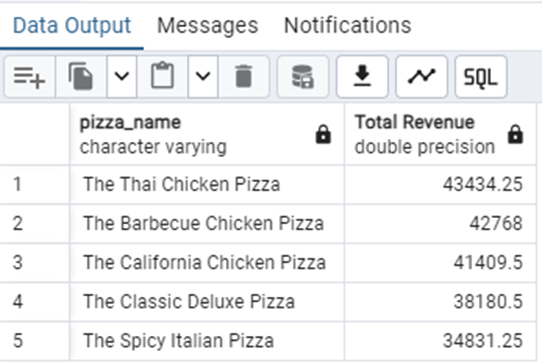 Data Output Messages Notifications
SQL
pizza_name Total Revenue
character varying double precision
1 The Thai Chicken Pizza 43434.25
2 The Barbecue Chicken Pizza 42768
3 The California Chicken Pizza 41409.5
4 The Classic Deluxe Pizza 38180.5
5 The Spicy Italian Pizza 34831.25